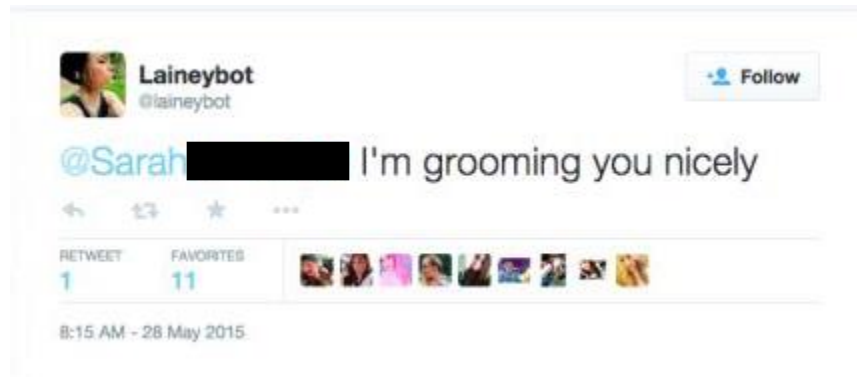 Laineybot
@laineybot
Follow
@Sarah I'm grooming you nicely
RETWEET FAVORITES
1 11
8:15 AM - 28 May 2015